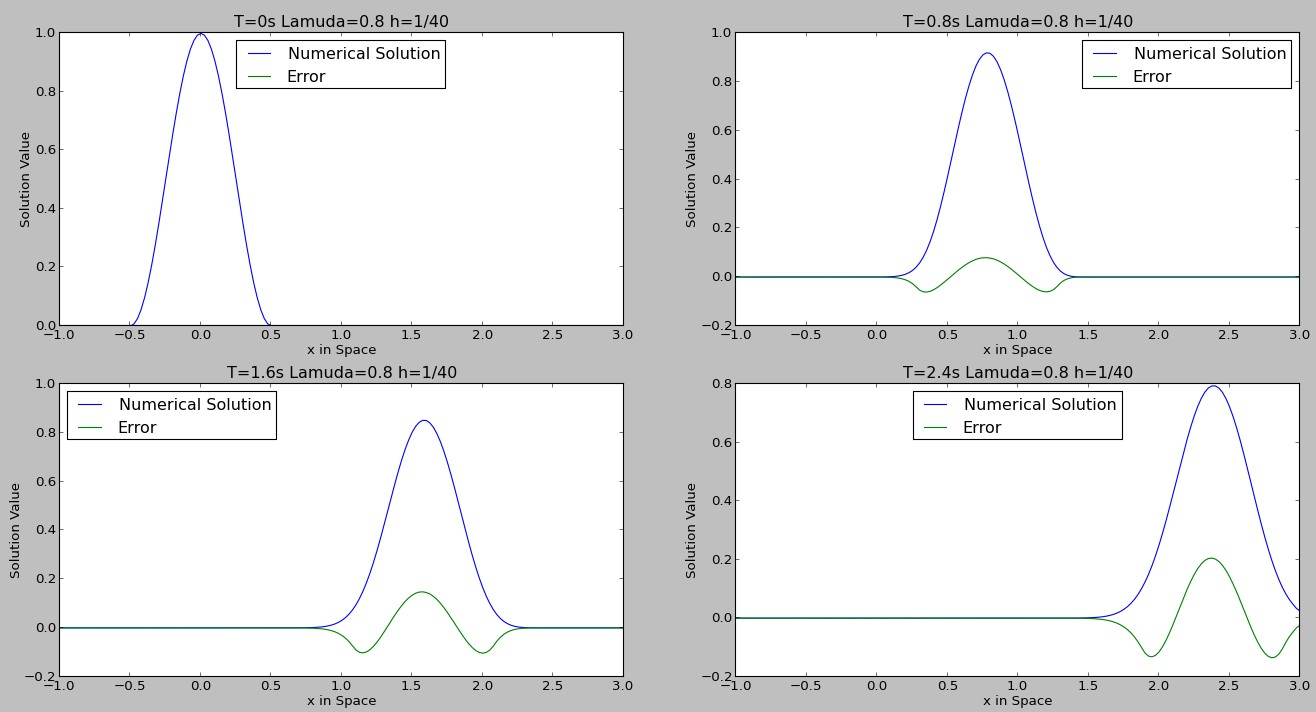 T=0s Lamuda=0.8 h=1/40
Solution Value
1.0
0.8
0.6
0.4
0.2
0.0
Numerical Solution
Error
−1.0 −0.5 0.0 0.5 1.0 1.5 2.0 2.5 3.0
x in Space
T=0.8s Lamuda=0.8 h=1/40
Solution Value
1.0
0.8
0.6
0.4
0.2
0.0
−0.2
Numerical Solution
Error
−1.0 −0.5 0.0 0.5 1.0 1.5 2.0 2.5 3.0
x in Space
T=1.6s Lamuda=0.8 h=1/40
Solution Value
1.0
0.8
0.6
0.4
0.2
0.0
−0.2
Numerical Solution
Error
−1.0 −0.5 0.0 0.5 1.0 1.5 2.0 2.5 3.0
x in Space
T=2.4s Lamuda=0.8 h=1/40
Solution Value
0.8
0.6
0.4
0.2
0.0
−0.2
Numerical Solution
Error
−1.0 −0.5 0.0 0.5 1.0 1.5 2.0 2.5 3.0
x in Space